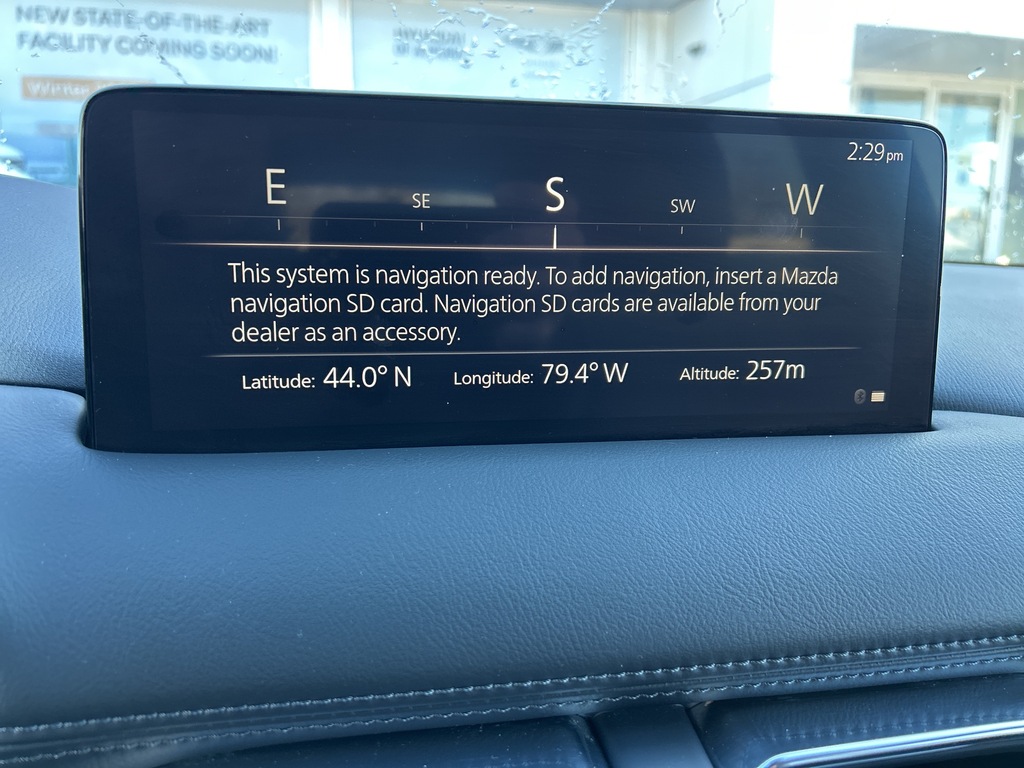 NEW STATE-OF-THE-ART
FACILITY COMING SOON!
2:29pm
E SE S SW W
This system is navigation ready. To add navigation, insert a Mazda
navigation SD card. Navigation SD cards are available from your
dealer as an accessory.
Latitude: 44.0° N Longitude: 79.4° W Altitude: 257m